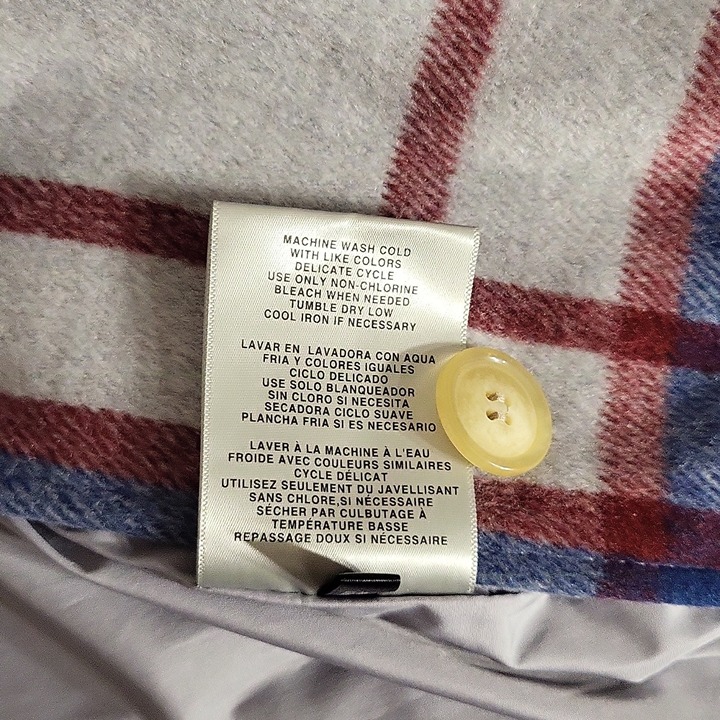 MACHINE WASH COLD
WITH LIKE COLORS
DELICATE CYCLE
USE ONLY NON-CHLORINE
BLEACH WHEN NEEDED
TUMBLE DRY LOW
COOL IRON IF NECESSARY
LAVAR EN LAVADORA CON AQUA
FRIA Y COLORES IGUALES
CICLO DELICADO
USE SOLO BLANQUEADOR
SIN CLORO SI NECESITA
SECADORA CICLO SUAVE
PLANCHA FRIA SI ES NECESARIO
LAVER À LA MACHINE À L'EAU
FROIDE AVEC COULEURS SIMILAIRES
CYCLE DÉLICAT
UTILISEZ SEULEMENT DU JAVELLISANT
SANS CHLORE,SI NÉCESSAIRE
SÉCHER PAR CULBUTAGE À
TEMPÉRATURE BASSE
REPASSAGE DOUX SI NÉCESSAIRE